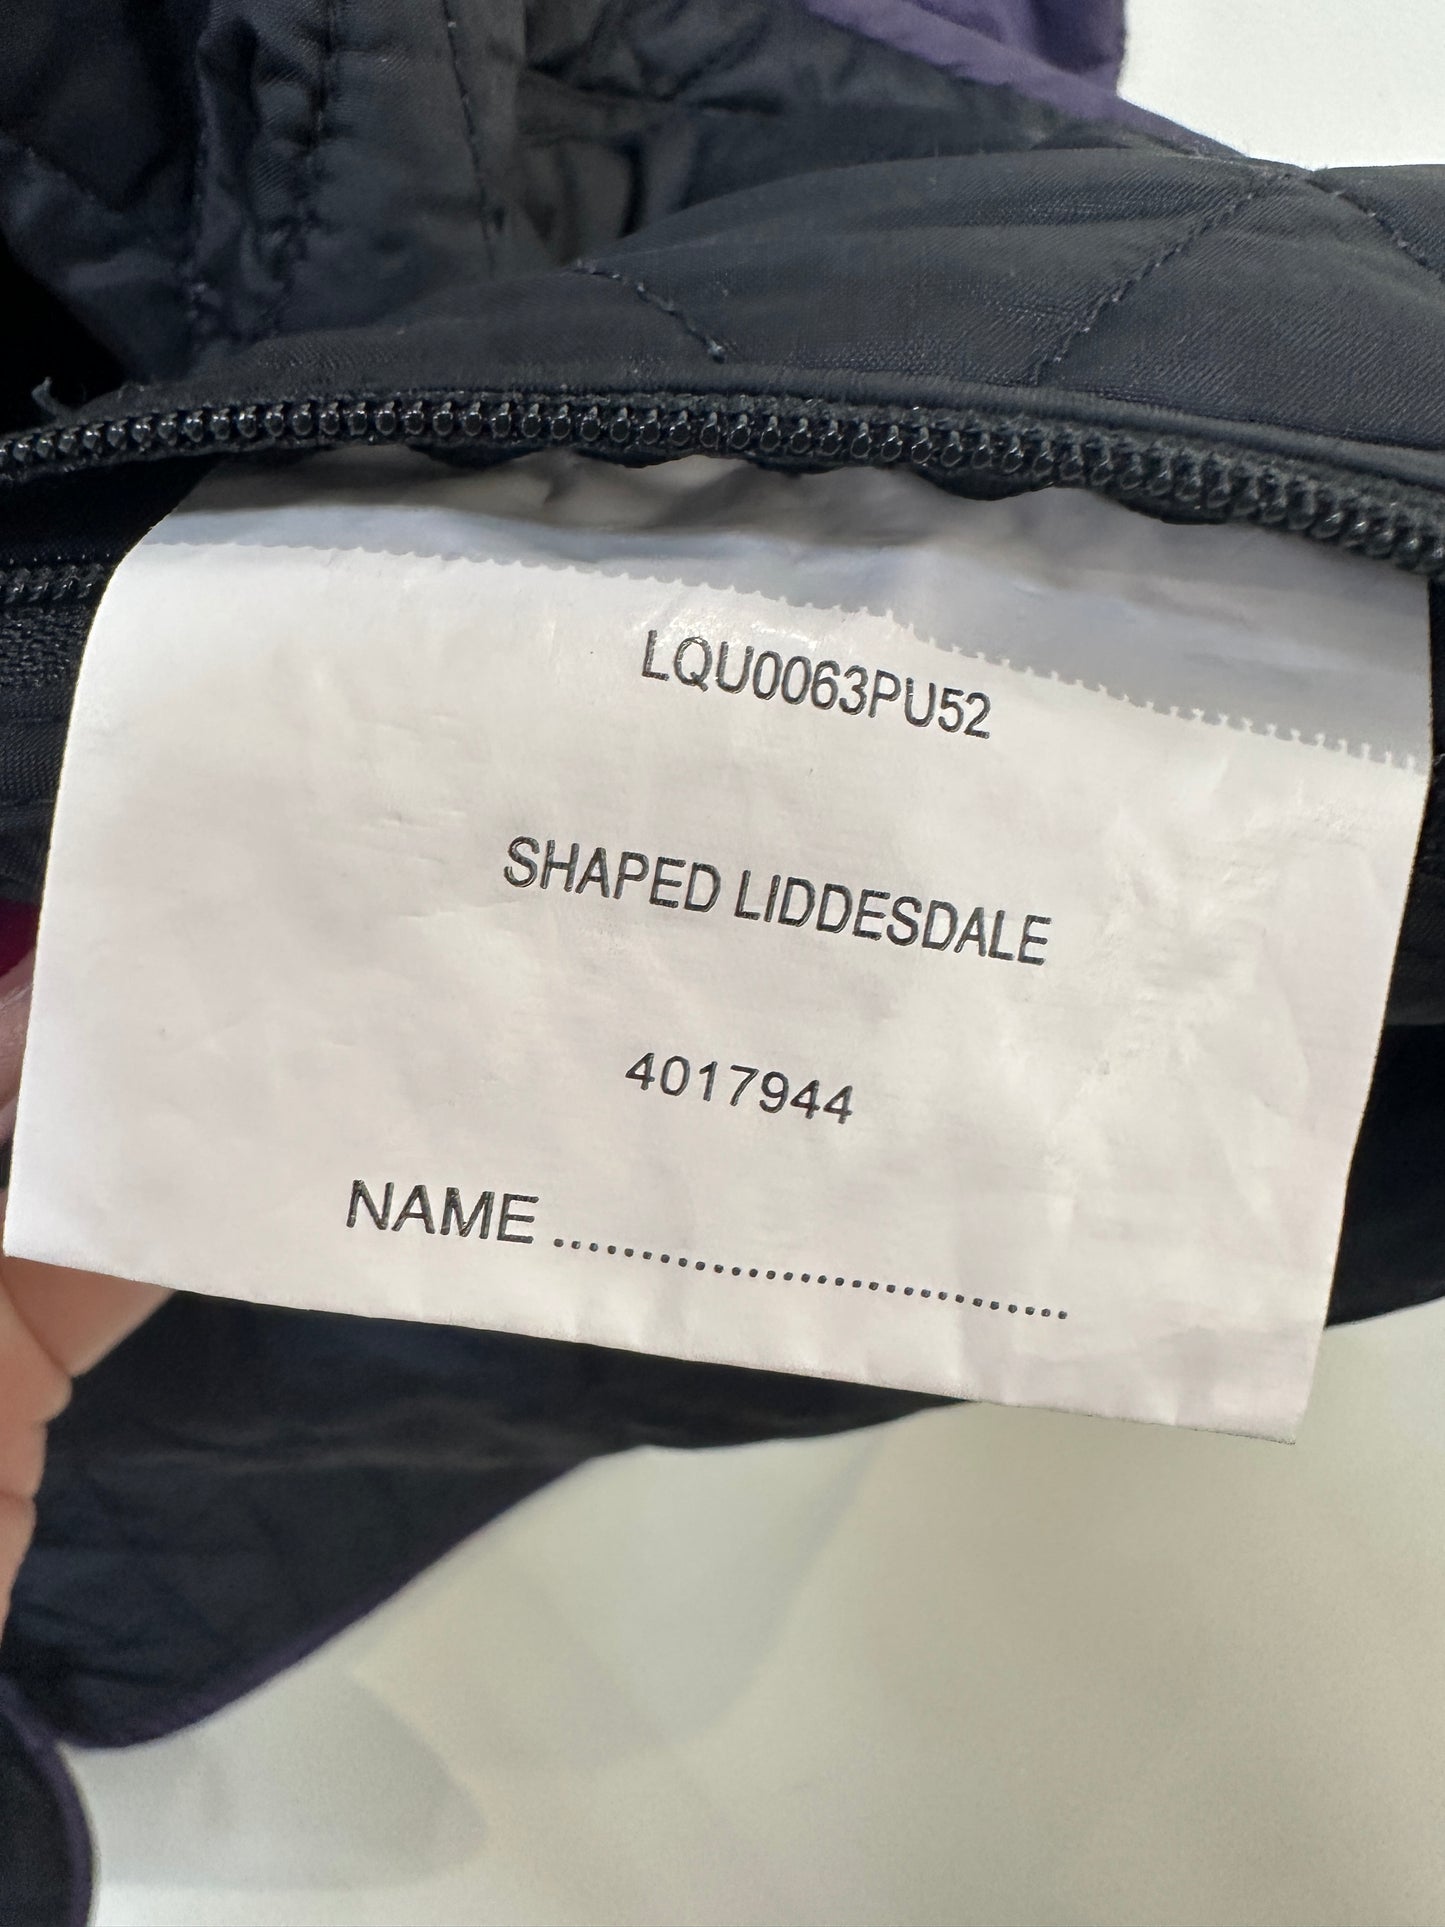 LQU0063PU52
SHAPED LIDDESDALE
4017944
NAME ................................................